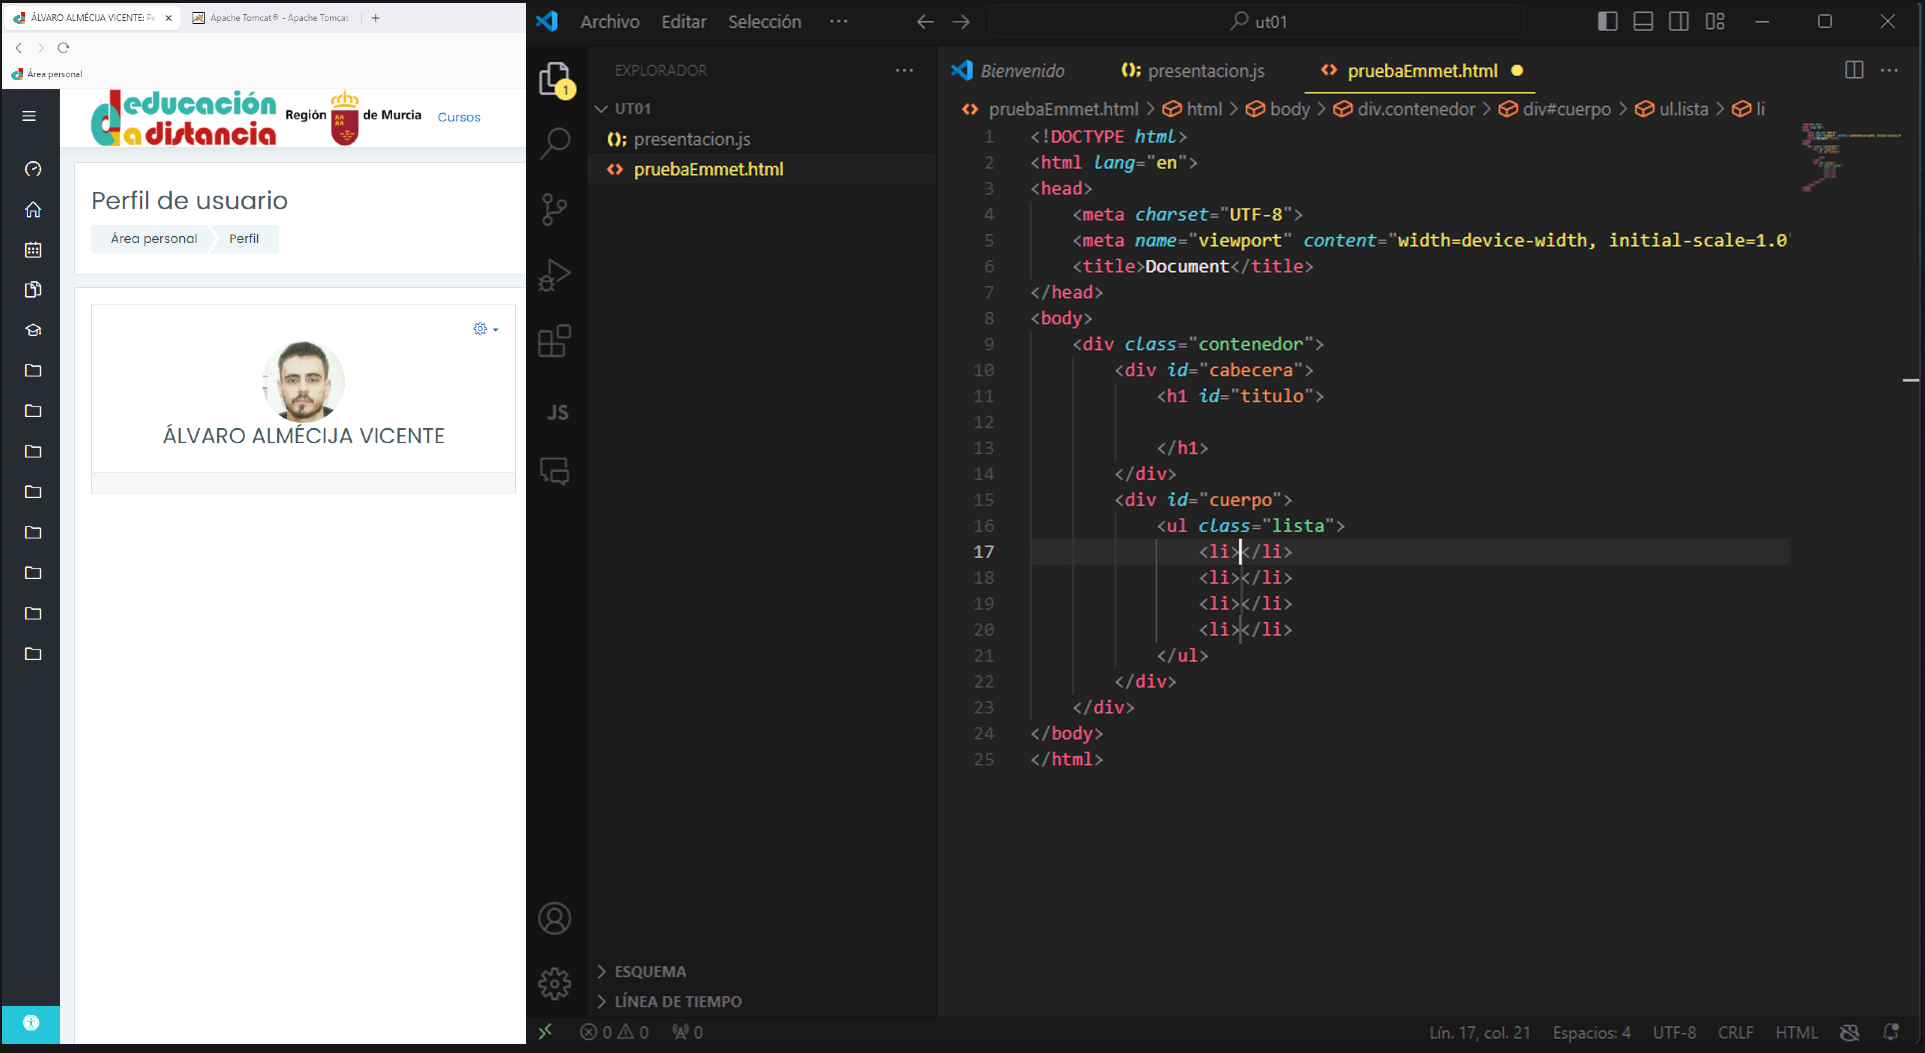 ÁLVARO ALMÉCIJA VICENTE: Pe
Apache Tomcat® - Apache Tomcat
Área personal
educación
a distancia
Región de Murcia
Cursos
Perfil de usuario
Área personal
Perfil
ÁLVARO ALMÉCIJA VICENTE
Archivo Editar Selección ···
ut01
EXPLORADOR ···
1
UT01
presentacion.js
pruebaEmmet.html
JS
ESQUEMA
LÍNEA DE TIEMPO
Bienvenido
presentacion.js
pruebaEmmet.html
pruebaEmmet.html > html > body > div.contenedor > div#cuerpo > ul.lista > li
1 <!DOCTYPE html>
2 <html lang="en">
3 <head>
4 <meta charset="UTF-8">
5 <meta name="viewport" content="width=device-width, initial-scale=1.0"
6 <title>Document</title>
7 </head>
8 <body>
9 <div class="contenedor">
10 <div id="cabecera">
11 <h1 id="titulo">
12
13 </h1>
14 </div>
15 <div id="cuerpo">
16 <ul class="lista">
17 <li></li>
18 <li></li>
19 <li></li>
20 <li></li>
21 </ul>
22 </div>
23 </div>
24 </body>
25 </html>
0 0 0
Lín. 17, col. 21 Espacios: 4 UTF-8 CRLF HTML